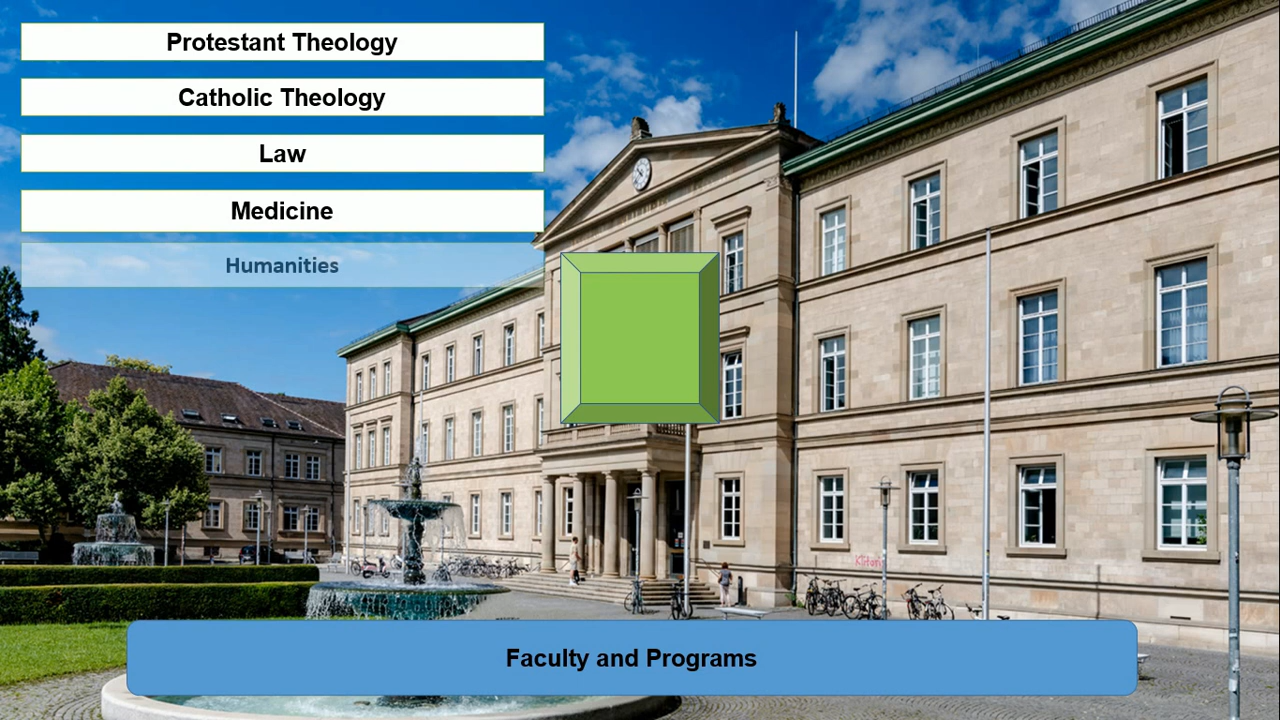 Protestant Theology
Catholic Theology
Law
Medicine
Humanities
Faculty and Programs